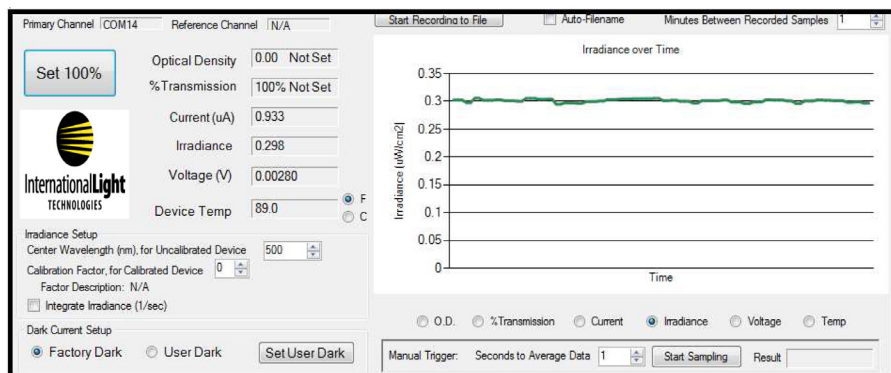 Primary Channel COM14 Reference Channel N/A
Start Recording to File Auto-Filename Minutes Between Recorded Samples 1
Set 100%
Optical Density 0.00 Not Set
%Transmission 100% Not Set
Current (uA) 0.933
Irradiance 0.298
Voltage (V) 0.00280
Device Temp 89.0
F
C
InternationalLight
TECHNOLOGIES
Irradiance Setup
Center Wavelength (nm), for Uncalibrated Device 500
Calibration Factor, for Calibrated Device 0
Factor Description: N/A
Integrate Irradiance (1/sec)
Dark Current Setup
Factory Dark User Dark Set User Dark
Irradiance over Time
Irradiance [uW/cm2]
0.35
0.3
0.25
0.2
0.15
0.1
0.05
0
Time
O.D. %Transmission Current Irradiance Voltage Temp
Manual Trigger: Seconds to Average Data 1 Start Sampling Result